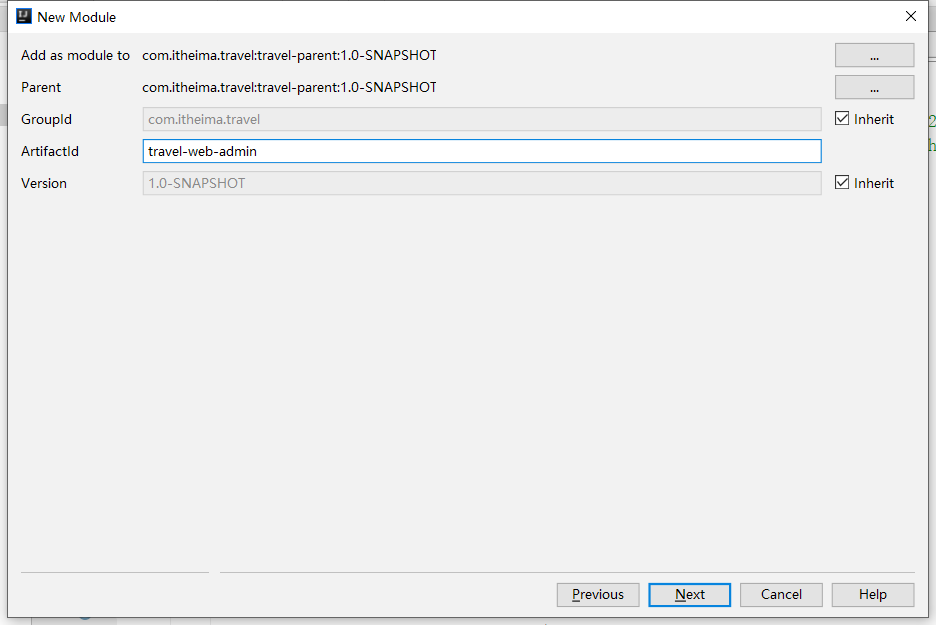 New Module
Add as module to com.itheima.travel:travel-parent:1.0-SNAPSHOT ...
Parent com.itheima.travel:travel-parent:1.0-SNAPSHOT ...
GroupId com.itheima.travel Inherit
ArtifactId travel-web-admin
Version 1.0-SNAPSHOT Inherit
Previous Next Cancel Help
2
h